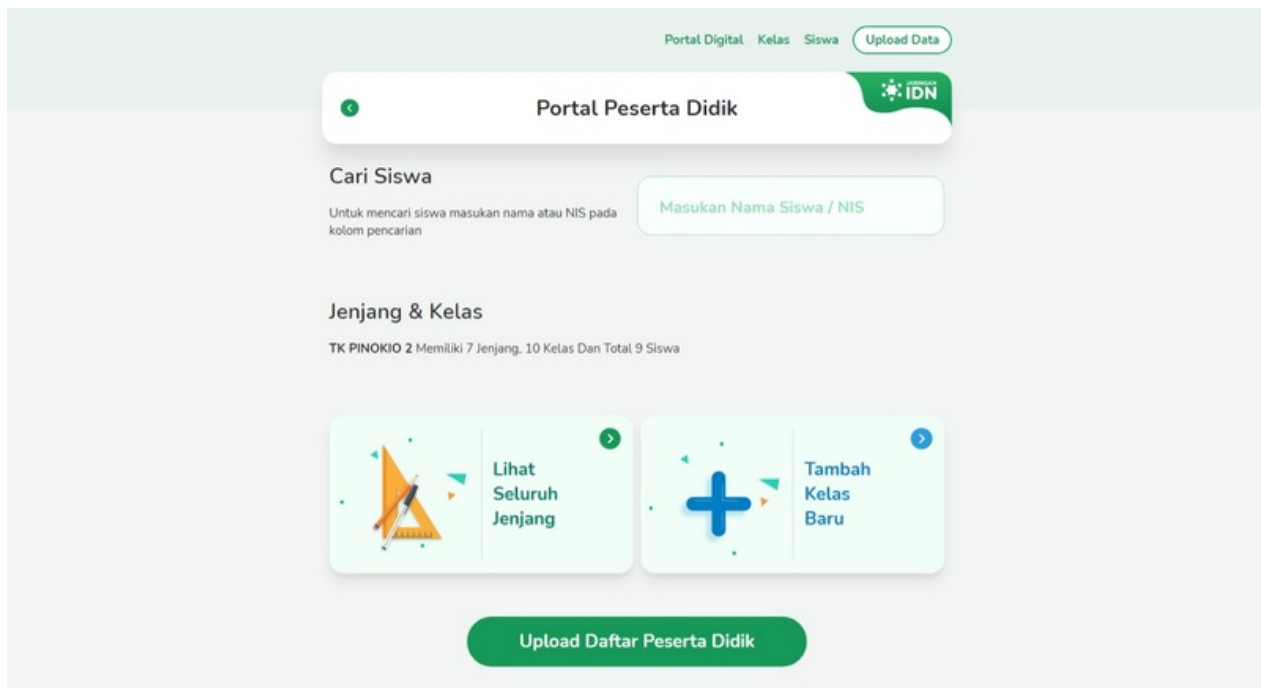 Portal Digital Kelas Siswa Upload Data
JARINGAN
IDN
Portal Peserta Didik
Cari Siswa
Untuk mencari siswa masukan nama atau NIS pada
kolom pencarian
Masukan Nama Siswa / NIS
Jenjang & Kelas
TK PINOKIO 2 Memiliki 7 Jenjang, 10 Kelas Dan Total 9 Siswa
Lihat
Seluruh
Jenjang
Tambah
Kelas
Baru
Upload Daftar Peserta Didik